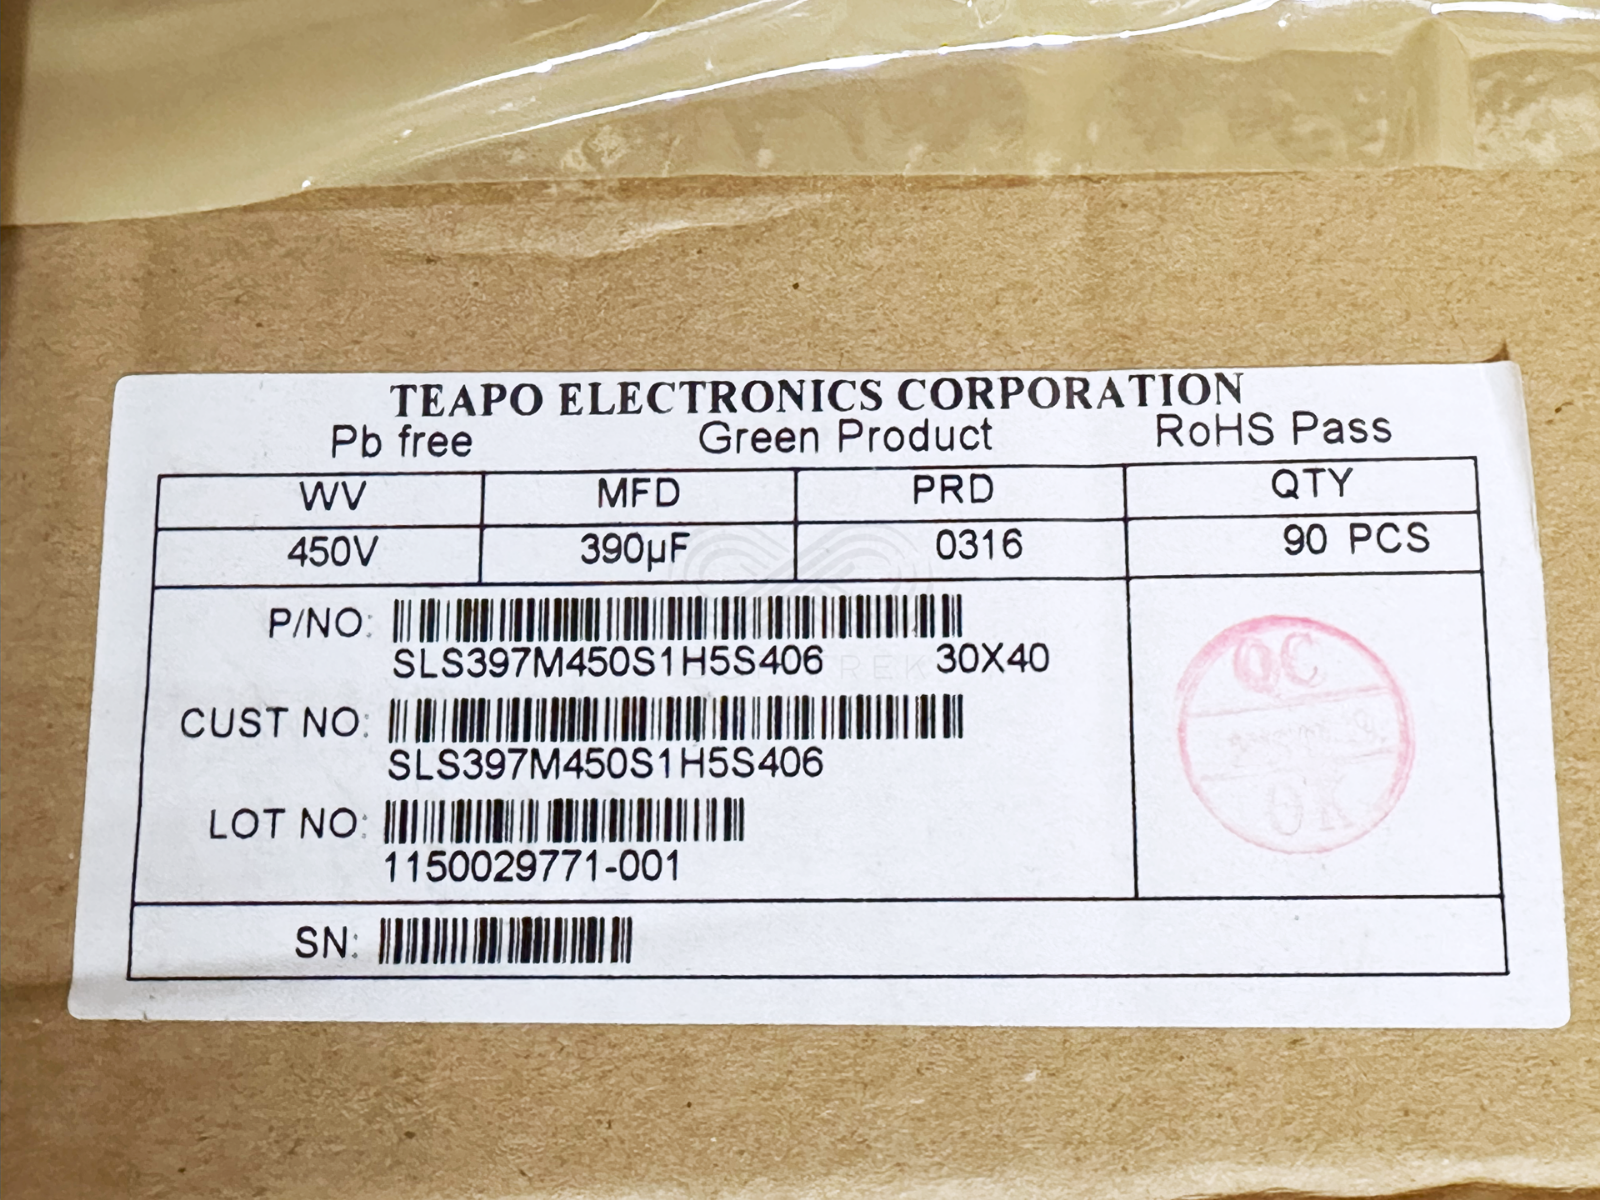 TEAPO ELECTRONICS CORPORATION
Pb free Green Product RoHS Pass
WV MFD PRD QTY
450V 390µF 0316 90 PCS
P/NO:
SLS397M450S1H5S406 30X40
CUST NO:
SLS397M450S1H5S406
LOT NO:
1150029771-001
SN:
QC